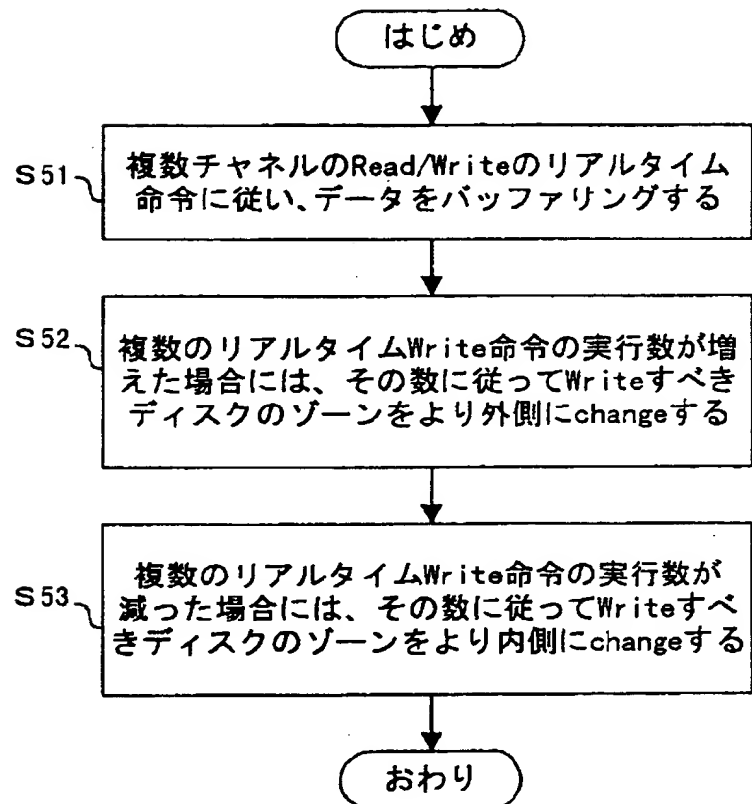 はじめ
S51
複数チャネルのRead/Writeのリアルタイム
命令に従い、データをバッファリングする
S52
複数のリアルタイムWrite命令の実行数が増
えた場合には、その数に従ってWriteすべき
ディスクのゾーンをより外側にchangeする
S53
複数のリアルタイムWrite命令の実行数が
減った場合には、その数に従ってWriteすべ
きディスクのゾーンをより内側にchangeする
おわり